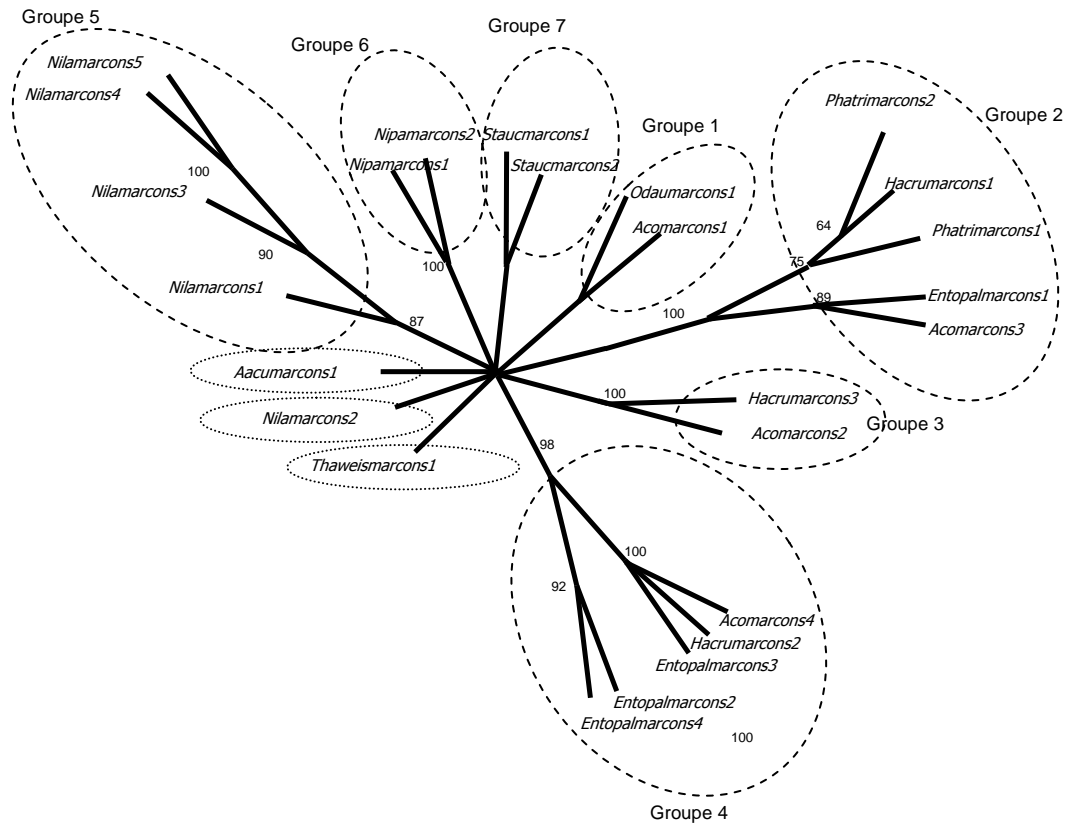 Groupe 5
Groupe 6
Groupe 7
Groupe 1
Groupe 2
Nilamarcons5
Nilamarcons4
100
Nilamarcons3
90
Nilamarcons1
87
Nipamarcons2
Nipamarcons1
100
Staucmarcons1
Staucmarcons2
Odaumarcons1
Acomarcons1
Phatrimarcons2
Hacrumarcons1
64
Phatrimarcons1
75
Entopalmarcons1
89
Acomarcons3
100
Aacumarcons1
Nilamarcons2
Thaweismarcons1
100
Hacrumarcons3
Acomarcons2
Groupe 3
98
100
92
Acomarcons4
Hacrumarcons2
Entopalmarcons3
Entopalmarcons2
Entopalmarcons4
100
Groupe 4